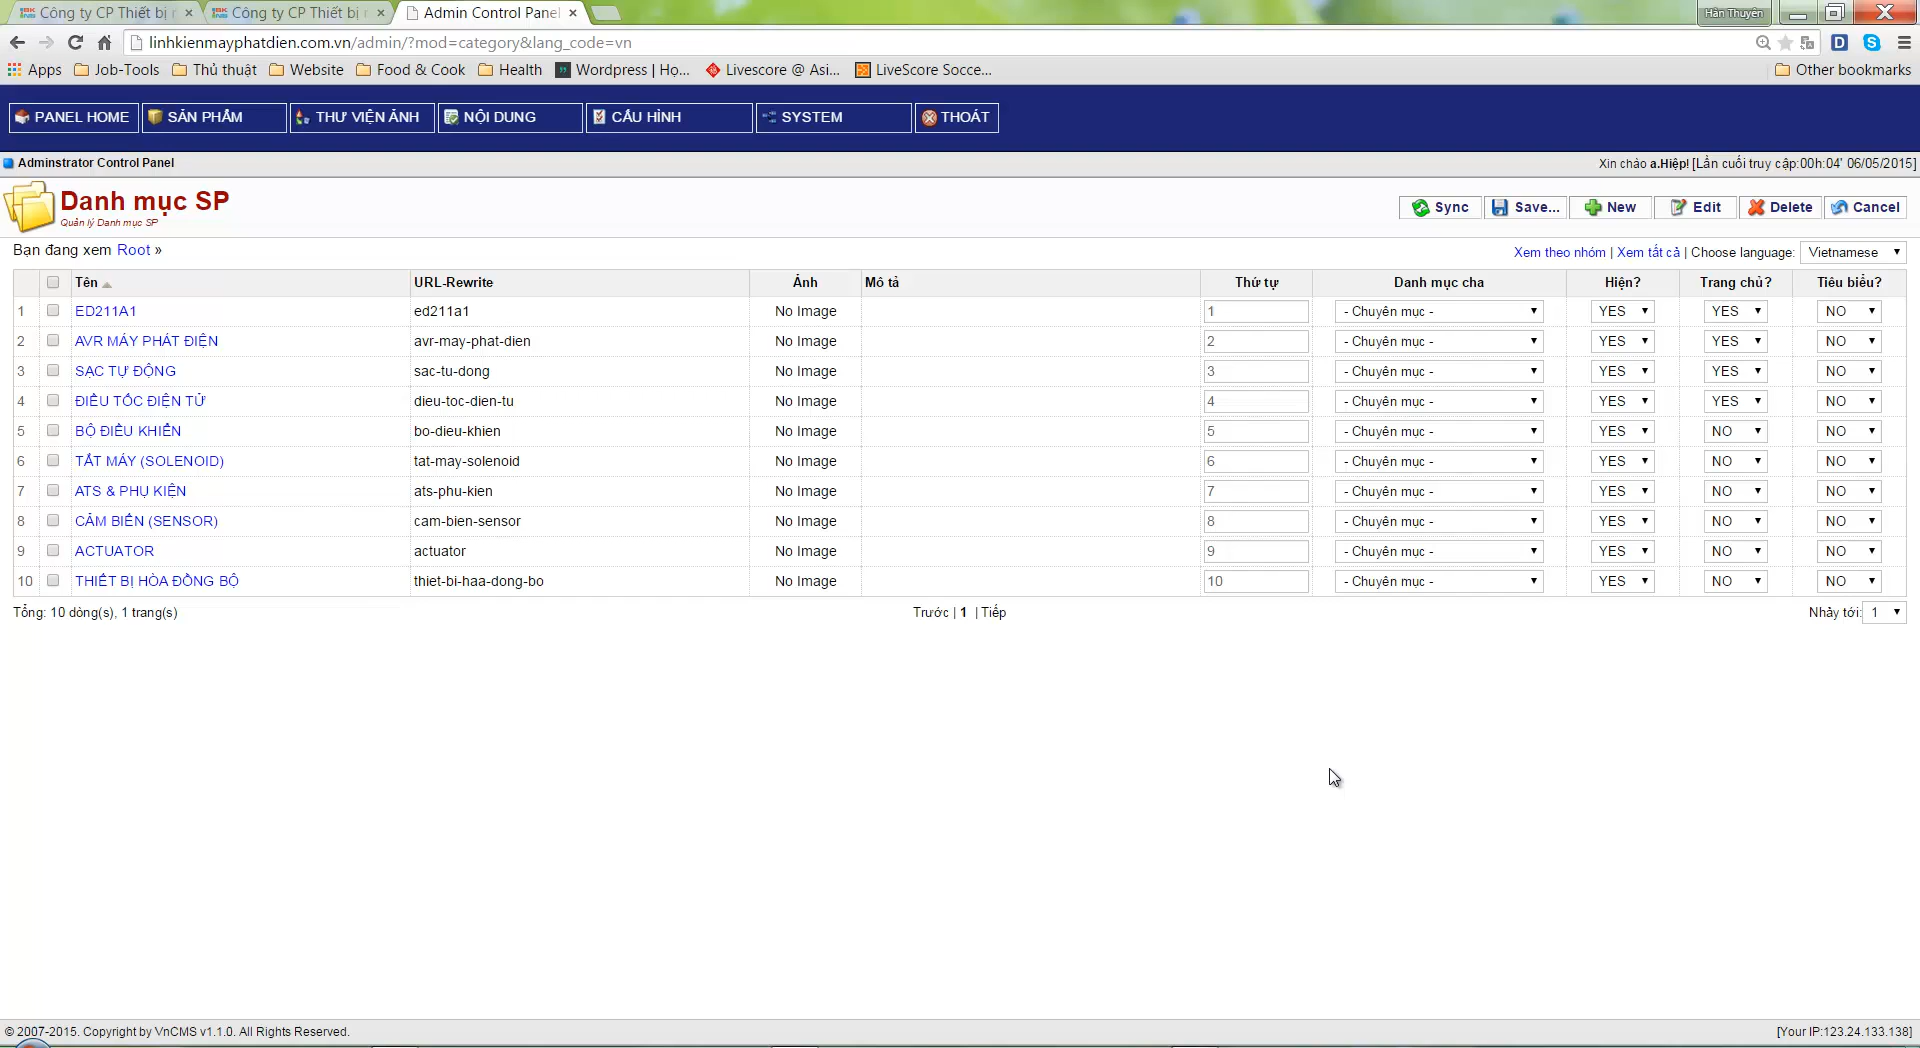 Công ty CP Thiết bị
Công ty CP Thiết bị
Admin Control Pane
Hàn Thuyên
linhkienmayphatdien.com.vn/admin/?mod=category&lang_code=vn
Apps Job-Tools Thủ thuật Website Food & Cook Health Wordpress | Họ... Livescore @ Asi... LiveScore Socce... Other bookmarks
PANEL HOME SẢN PHẨM THƯ VIỆN ẢNH NỘI DUNG CẤU HÌNH SYSTEM THOÁT
Adminstrator Control Panel Xin chào a.Hiệp! [Lần cuối truy cập:00h:04' 06/05/2015]
Danh mục SP
Quản lý Danh mục SP
Sync Save... New Edit Delete Cancel
Bạn đang xem Root » Xem theo nhóm | Xem tất cả | Choose language: Vietnamese
Tên URL-Rewrite Ảnh Mô tả Thứ tự Danh mục cha Hiện? Trang chủ? Tiêu biểu?
1 ED211A1 ed211a1 No Image 1 - Chuyên mục - YES YES NO
2 AVR MÁY PHÁT ĐIỆN avr-may-phat-dien No Image 2 - Chuyên mục - YES YES NO
3 SẠC TỰ ĐỘNG sac-tu-dong No Image 3 - Chuyên mục - YES YES NO
4 ĐIỀU TỐC ĐIỆN TỬ dieu-toc-dien-tu No Image 4 - Chuyên mục - YES YES NO
5 BỘ ĐIỀU KHIỂN bo-dieu-khien No Image 5 - Chuyên mục - YES NO NO
6 TẮT MÁY (SOLENOID) tat-may-solenoid No Image 6 - Chuyên mục - YES NO NO
7 ATS & PHỤ KIỆN ats-phu-kien No Image 7 - Chuyên mục - YES NO NO
8 CẢM BIẾN (SENSOR) cam-bien-sensor No Image 8 - Chuyên mục - YES NO NO
9 ACTUATOR actuator No Image 9 - Chuyên mục - YES NO NO
10 THIẾT BỊ HÒA ĐỒNG BỘ thiet-bi-haa-dong-bo No Image 10 - Chuyên mục - YES NO NO
Tổng: 10 dòng(s), 1 trang(s) Trước | 1 | Tiếp Nhảy tới: 1
© 2007-2015. Copyright by VnCMS v1.1.0. All Rights Reserved. [Your IP:123.24.133.138]